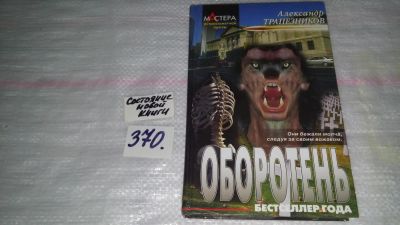 МАСТЕРА
Александр
ТРАПЕЗНИКОВ
Состояние
новой
книги
370.
Они бежали молча,
следуя за своим вожаком.
ОБОРОТЕНЬ
БЕСТСЕЛЛЕР ГОДА